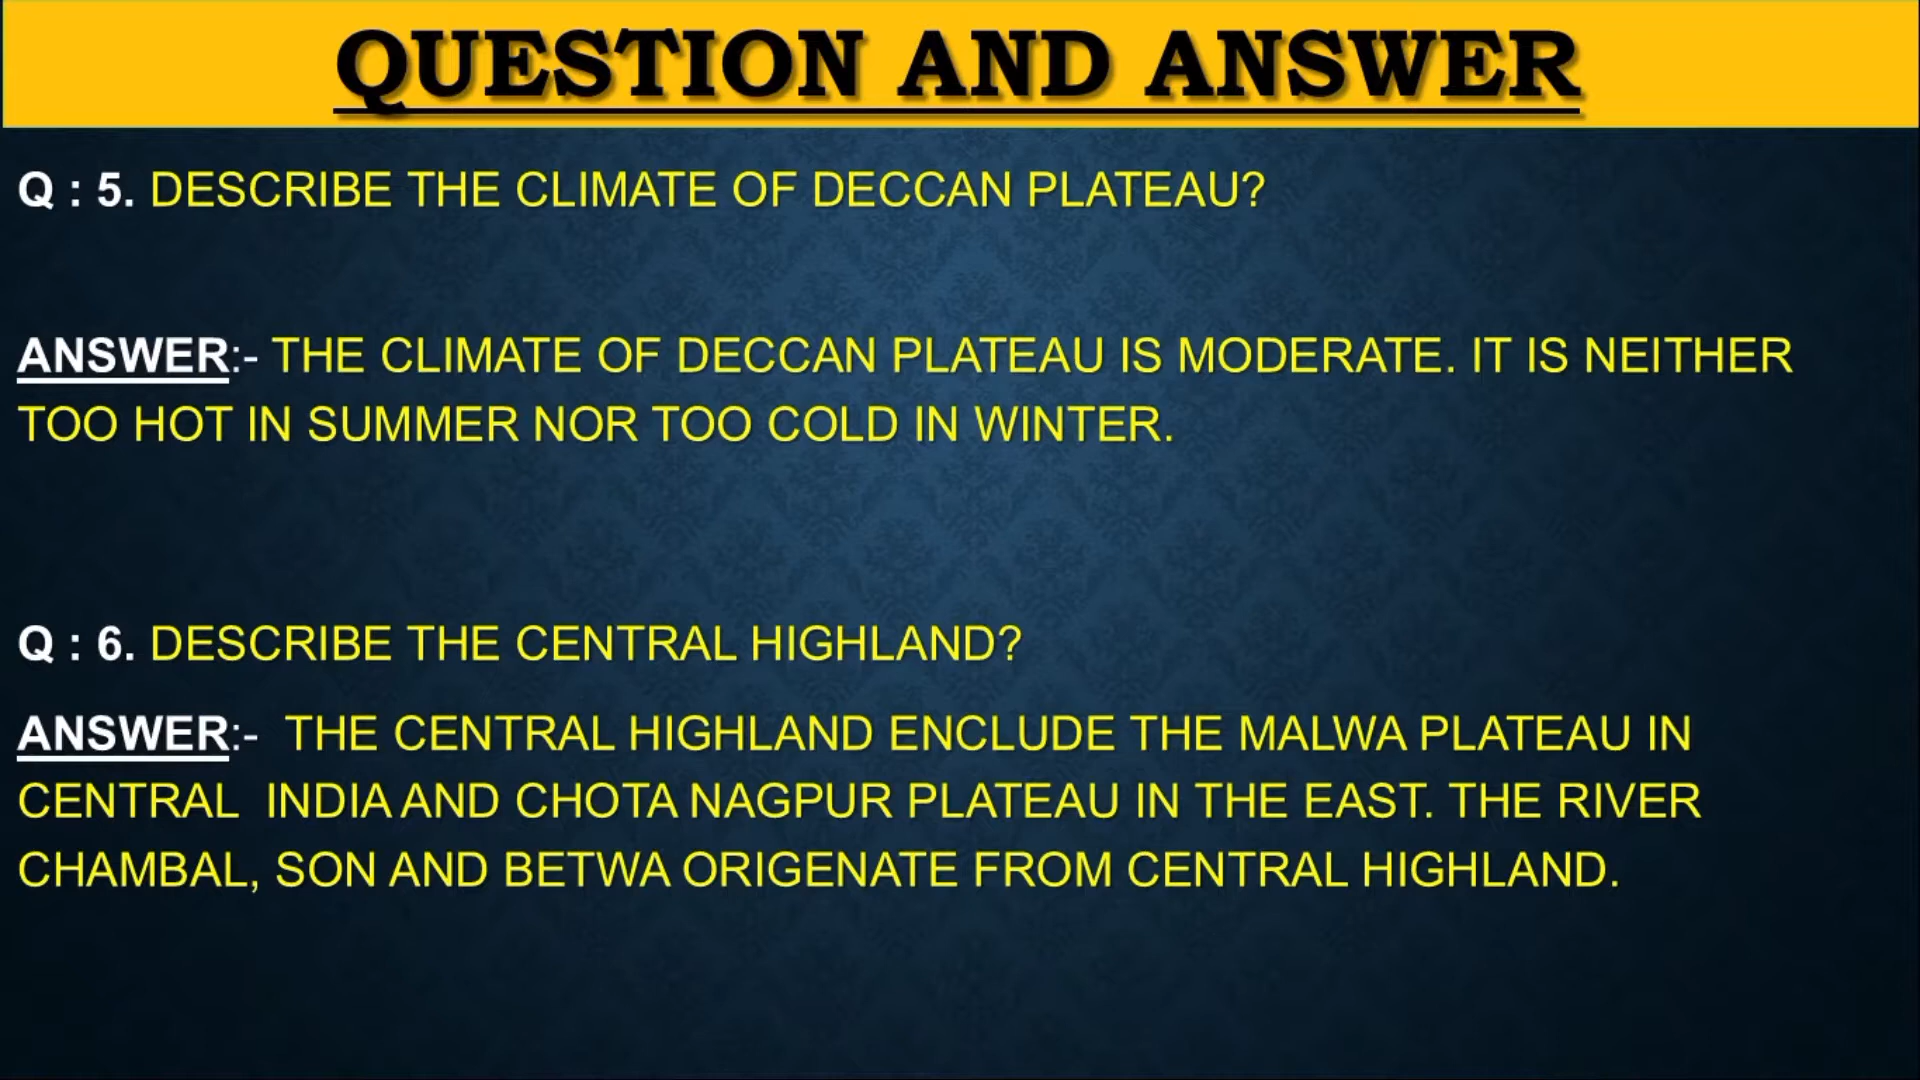 QUESTION AND ANSWER
Q : 5. DESCRIBE THE CLIMATE OF DECCAN PLATEAU?
ANSWER:- THE CLIMATE OF DECCAN PLATEAU IS MODERATE. IT IS NEITHER
TOO HOT IN SUMMER NOR TOO COLD IN WINTER.
Q : 6. DESCRIBE THE CENTRAL HIGHLAND?
ANSWER:- THE CENTRAL HIGHLAND ENCLUDE THE MALWA PLATEAU IN
CENTRAL INDIA AND CHOTA NAGPUR PLATEAU IN THE EAST. THE RIVER
CHAMBAL, SON AND BETWA ORIGENATE FROM CENTRAL HIGHLAND.